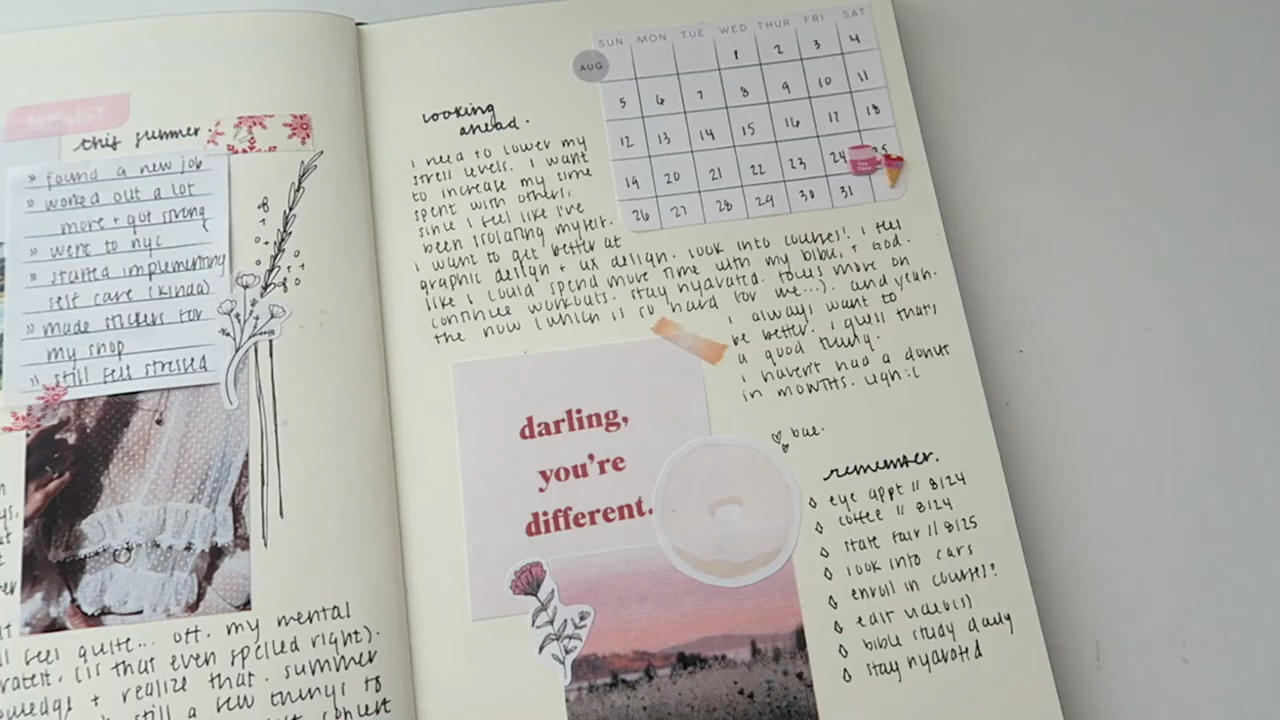 this summer
» found a new job
» worked out a lot
more + got strong
» went to nyc
» started implementing
self care (kinda)
» made stickers for
my shop
» still felt stressed
feel quite... off. my mental
(is that even spelled right).
+ realize that. summer
still a few things to
looking
ahead.
i need to lower my
stress levels. i want
to increase my time
spent with others,
since i feel like i've
been isolating myself.
i want to get better at
graphic design + ux design. look into courses!. i feel
like i could spend more time with my bible, + God.
continue workouts. stay hydrated. focus more on
the now (which is so hard for me...). and yeah.
i always want to
be better. i guess that's
a good thing.
i haven't had a donut
in months. ugh :(
AUG
SUN MON TUE WED THUR FRI SAT
1 2 3 4
5 6 7 8 9 10 11
12 13 14 15 16 17 18
19 20 21 22 23 24 25
26 27 28 29 30 31
darling,
you're
different.
bae.
remember.
eye appt // 8/24
coffee // 8/24
state fair // 8/25
look into cars
enroll in courses?
edit video(s)
bible study daily
stay hydrated